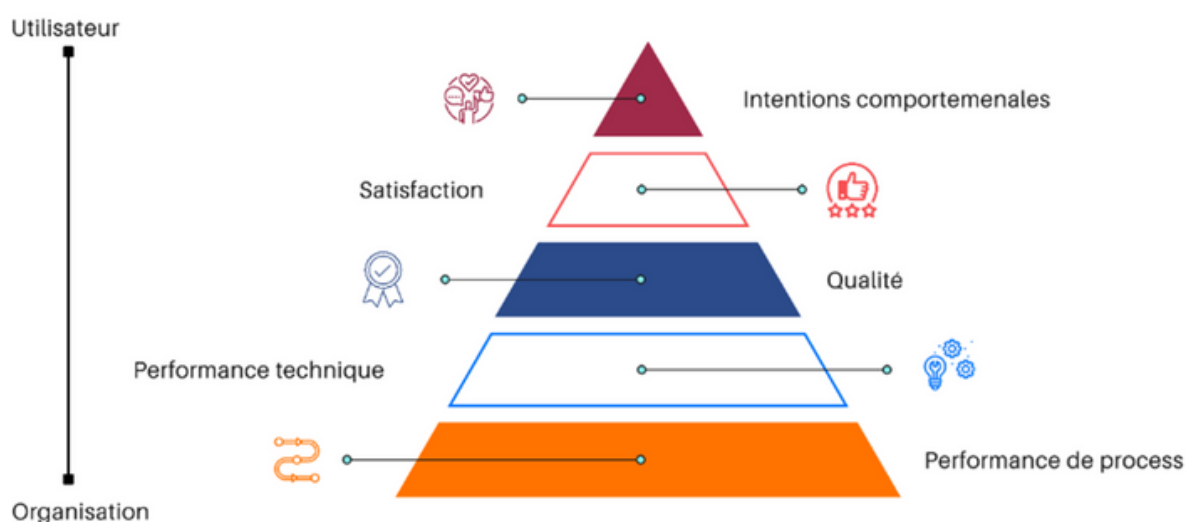 Utilisateur
Intentions comportemenales
Satisfaction
Qualité
Performance technique
Performance de process
Organisation